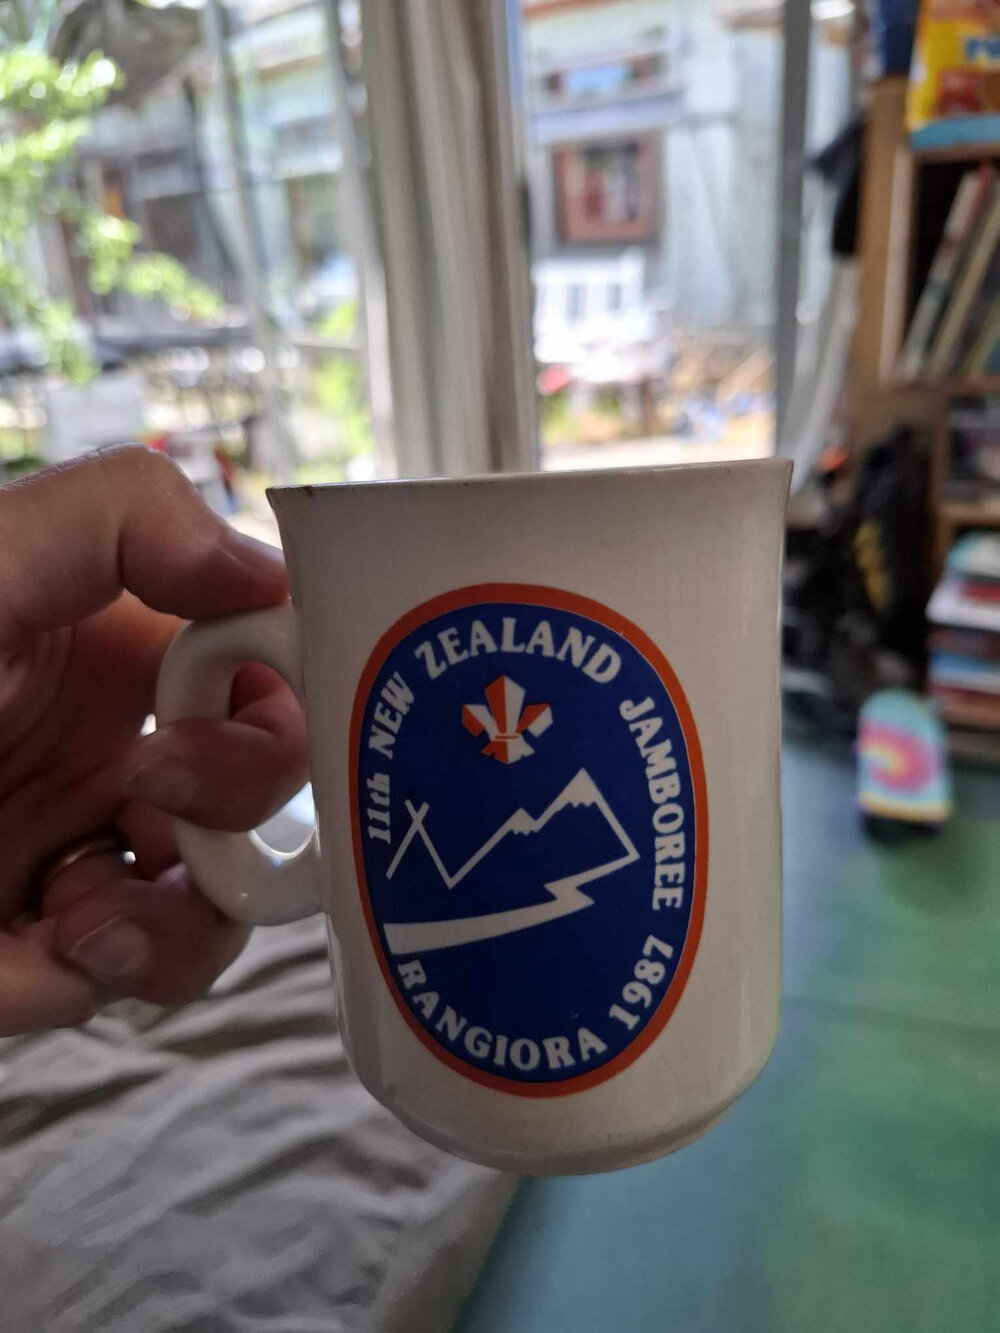 11th NEW ZEALAND JAMBOREE
RANGIORA 1987